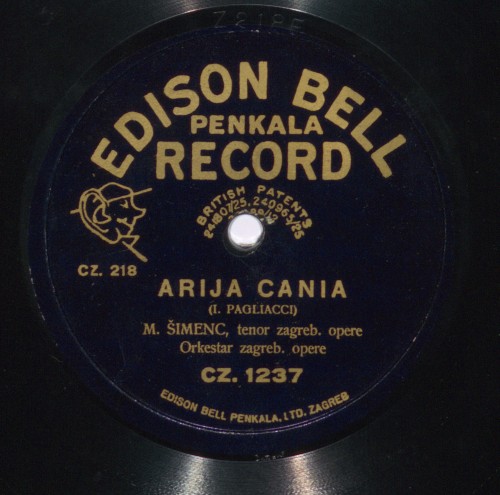 EDISON BELL
PENKALA
RECORD
BRITISH PATENTS
CZ. 218
ARIJA CANIA
(I. PAGLIACCI)
M. ŠIMENC, tenor zagreb. opere
Orkestar zagreb. opere
CZ. 1237
EDISON BELL PENKALA, LTD. ZAGREB